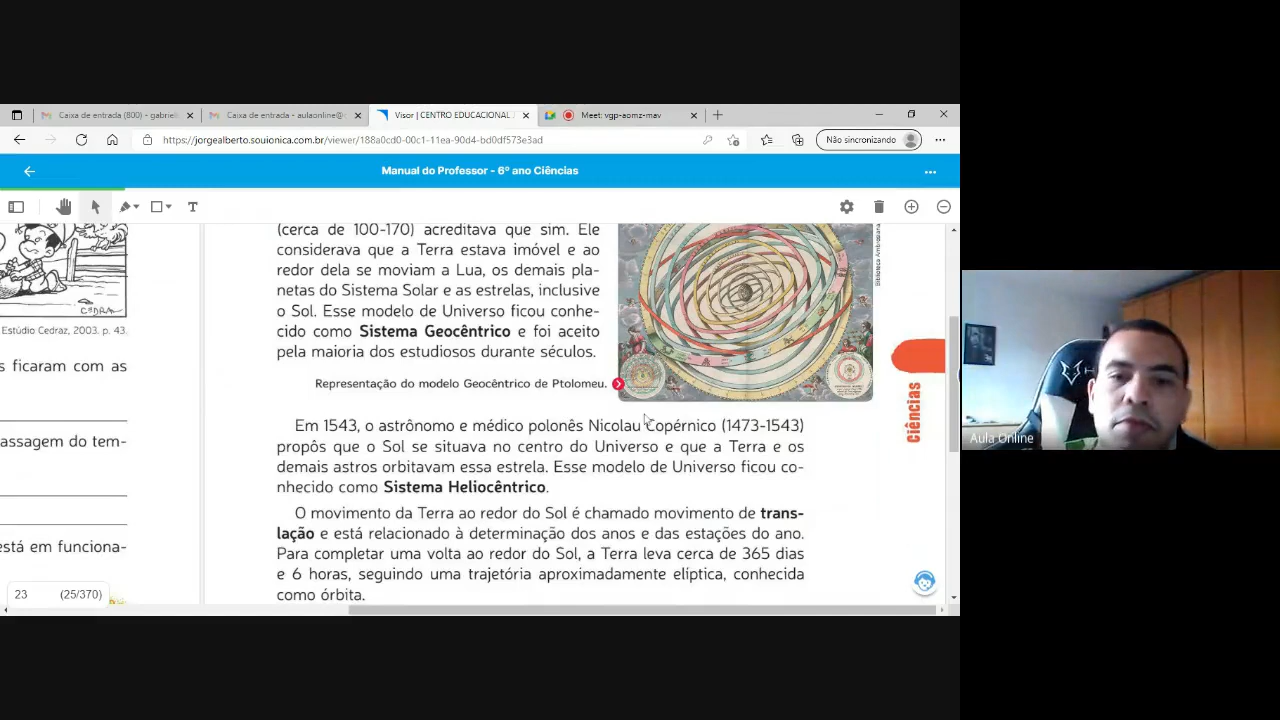 Caixa de entrada (800) - gabriel
Caixa de entrada - aulaonline@
Visor | CENTRO EDUCACIONAL
Meet: vgp-aomz-mav
https://jorgealberto.souionica.com.br/viewer/188a0cd0-00c1-11ea-90d4-bd0df573e3ad
Não sincronizando
Manual do Professor - 6º ano Ciências
T
CEDRAZ
Estúdio Cedraz, 2003. p. 43.
s ficaram com as
assagem do tem-
está em funciona-
(cerca de 100-170) acreditava que sim. Ele
considerava que a Terra estava imóvel e ao
redor dela se moviam a Lua, os demais pla-
netas do Sistema Solar e as estrelas, inclusive
o Sol. Esse modelo de Universo ficou conhe-
cido como Sistema Geocêntrico e foi aceito
pela maioria dos estudiosos durante séculos.
Representação do modelo Geocêntrico de Ptolomeu.
Biblioteca Ambrosiana
Em 1543, o astrônomo e médico polonês Nicolau Copérnico (1473-1543)
propôs que o Sol se situava no centro do Universo e que a Terra e os
demais astros orbitavam essa estrela. Esse modelo de Universo ficou co-
nhecido como Sistema Heliocêntrico.
O movimento da Terra ao redor do Sol é chamado movimento de trans-
lação e está relacionado à determinação dos anos e das estações do ano.
Para completar uma volta ao redor do Sol, a Terra leva cerca de 365 dias
e 6 horas, seguindo uma trajetória aproximadamente elíptica, conhecida
como órbita.
Ciências
23 (25/370)
Aula Online